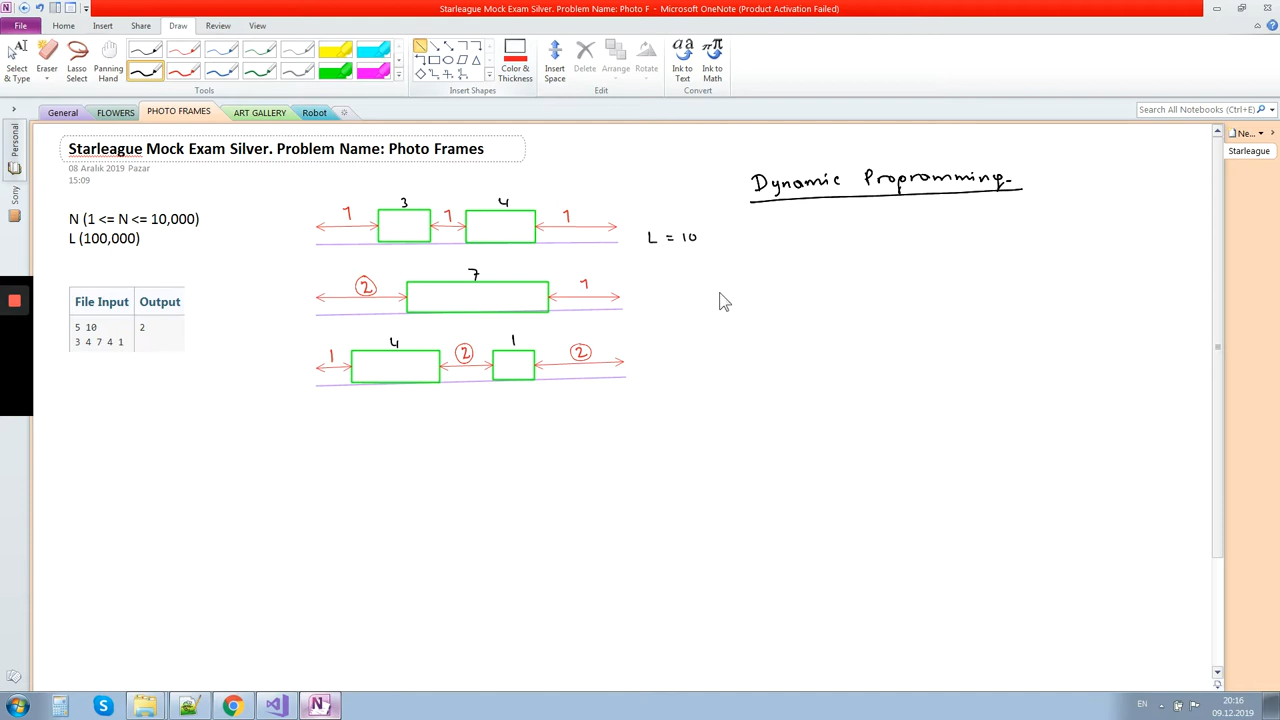 Starleague Mock Exam Silver. Problem Name: Photo F - Microsoft OneNote (Product Activation Failed)
File Home Insert Share Draw Review View
Select & Type
Eraser
Lasso Select
Panning Hand
Color & Thickness
Insert Space
Delete
Arrange
Rotate
Ink to Text
Ink to Math
Tools Insert Shapes Edit Convert
General FLOWERS PHOTO FRAMES ART GALLERY Robot
Search All Notebooks (Ctrl+E)
Personal
Sony
Ne...
Starleague
Starleague Mock Exam Silver. Problem Name: Photo Frames
08 Aralık 2019 Pazar
15:09
Dynamic Propromming
N (1 <= N <= 10,000)
L (100,000)
1 3 1 4 1
L = 10
2 7 1
1 4 2 1 2
File Input Output
5 10 2
3 4 7 4 1
EN
20:16
09.12.2019